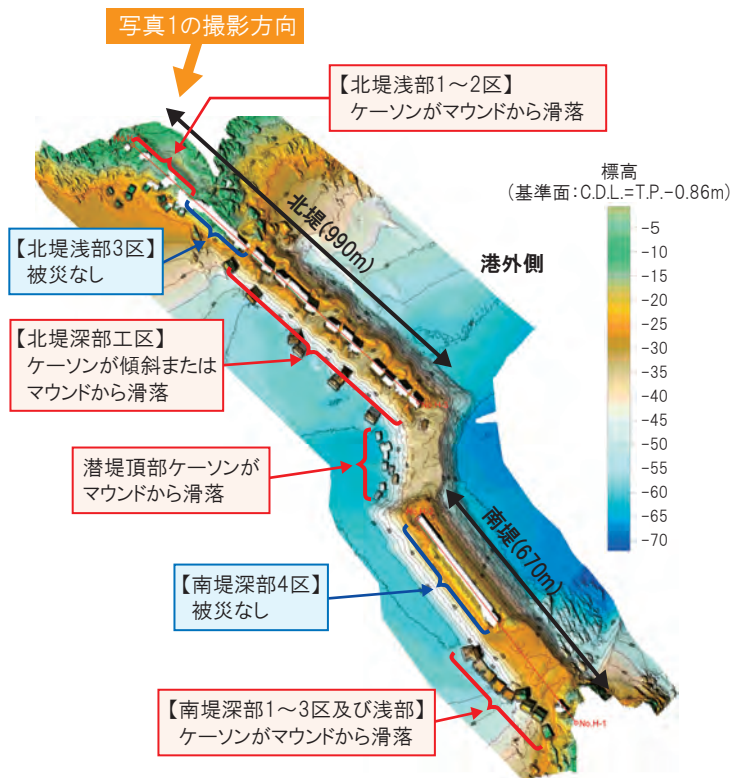 写真1の撮影方向
【北堤浅部1～2区】
ケーソンがマウンドから滑落
標高
(基準面：C.D.L.=T.P.-0.86m)
北堤(990m)
港外側
【北堤浅部3区】
被災なし
【北堤深部工区】
ケーソンが傾斜または
マウンドから滑落
-5
-10
-15
-20
-25
-30
-35
-40
-45
-50
-55
-60
-65
-70
潜堤頂部ケーソンが
マウンドから滑落
南堤(670m)
【南堤深部4区】
被災なし
【南堤深部1～3区及び浅部】
ケーソンがマウンドから滑落
No.H-1